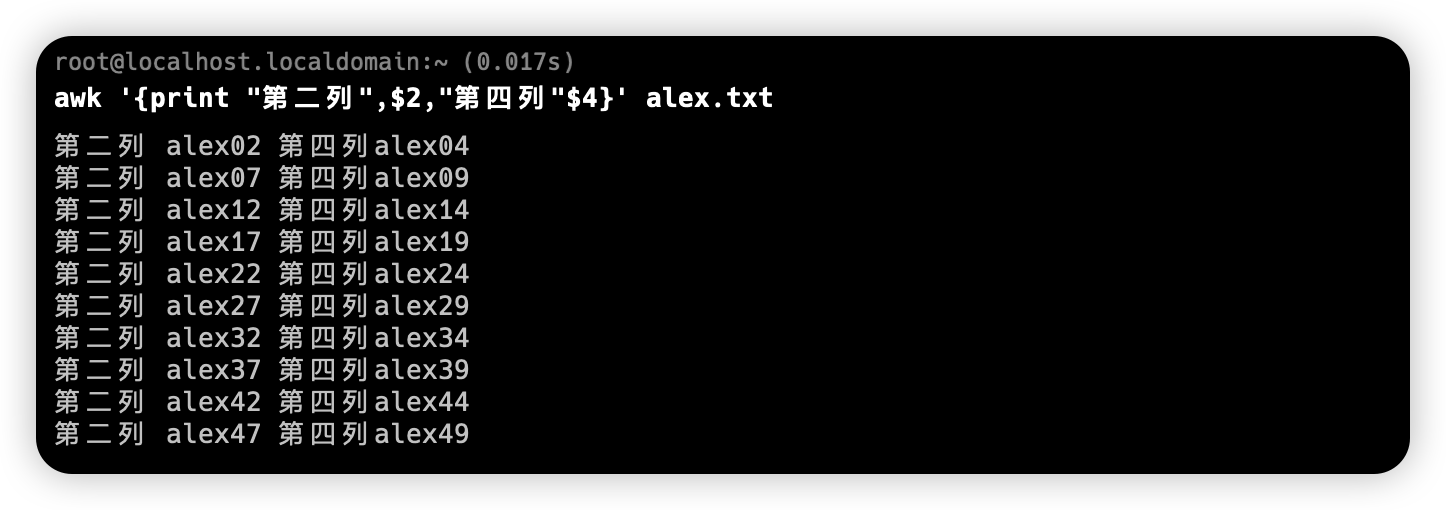 root@localhost.localdomain:~ (0.017s)
awk '{print "第二列",$2,"第四列"$4}' alex.txt
第二列 alex02 第四列alex04
第二列 alex07 第四列alex09
第二列 alex12 第四列alex14
第二列 alex17 第四列alex19
第二列 alex22 第四列alex24
第二列 alex27 第四列alex29
第二列 alex32 第四列alex34
第二列 alex37 第四列alex39
第二列 alex42 第四列alex44
第二列 alex47 第四列alex49